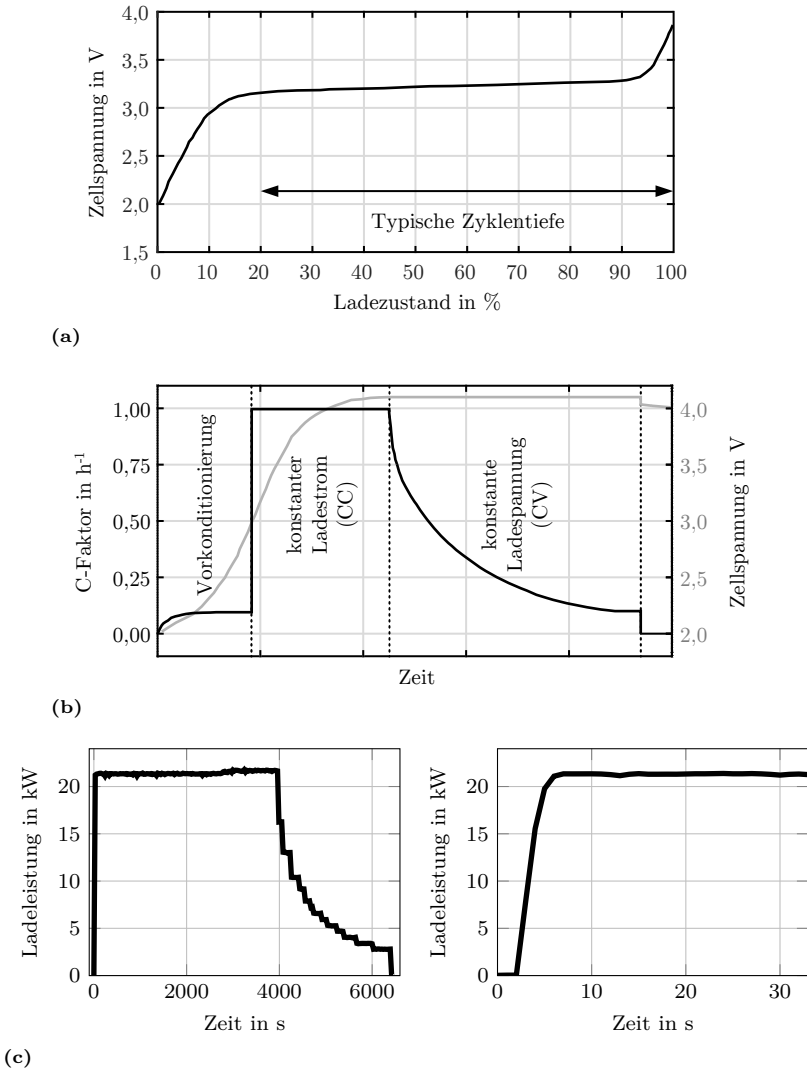 Zellspannung in V
4,0
3,5
3,0
2,5
2,0
1,5
0 10 20 30 40 50 60 70 80 90 100
Typische Zyklentiefe
Ladezustand in %
(a)
C-Faktor in h-1
1,00
0,75
0,50
0,25
0,00
Vorkonditionierung
konstanter
Ladestrom
(CC)
konstante
Ladespannung
(CV)
4,0
3,5
3,0
2,5
2,0
Zellspannung in V
Zeit
(b)
Ladeleistung in kW
20
15
10
5
0
0 2000 4000 6000
Zeit in s
Ladeleistung in kW
20
15
10
5
0
0 10 20 30
Zeit in s
(c)